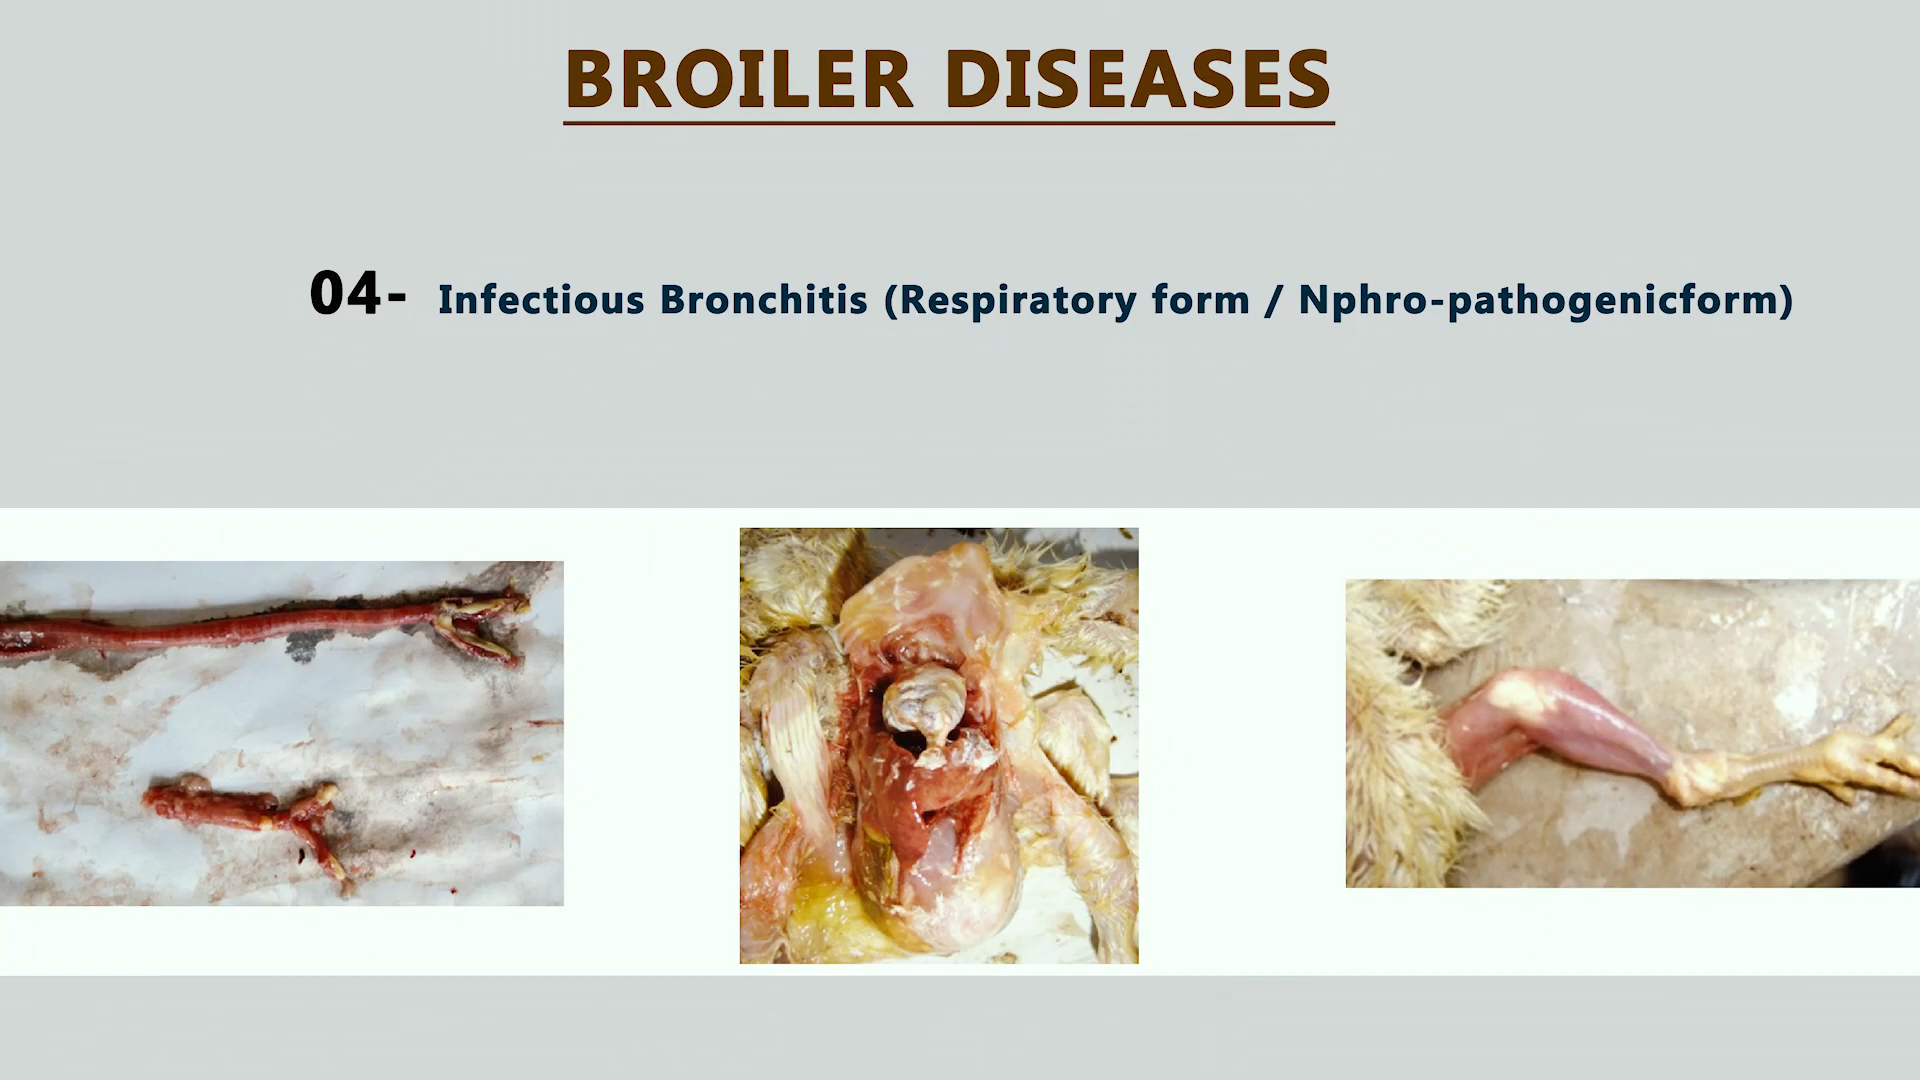 BROILER DISEASES
04- Infectious Bronchitis (Respiratory form / Nphro-pathogenicform)